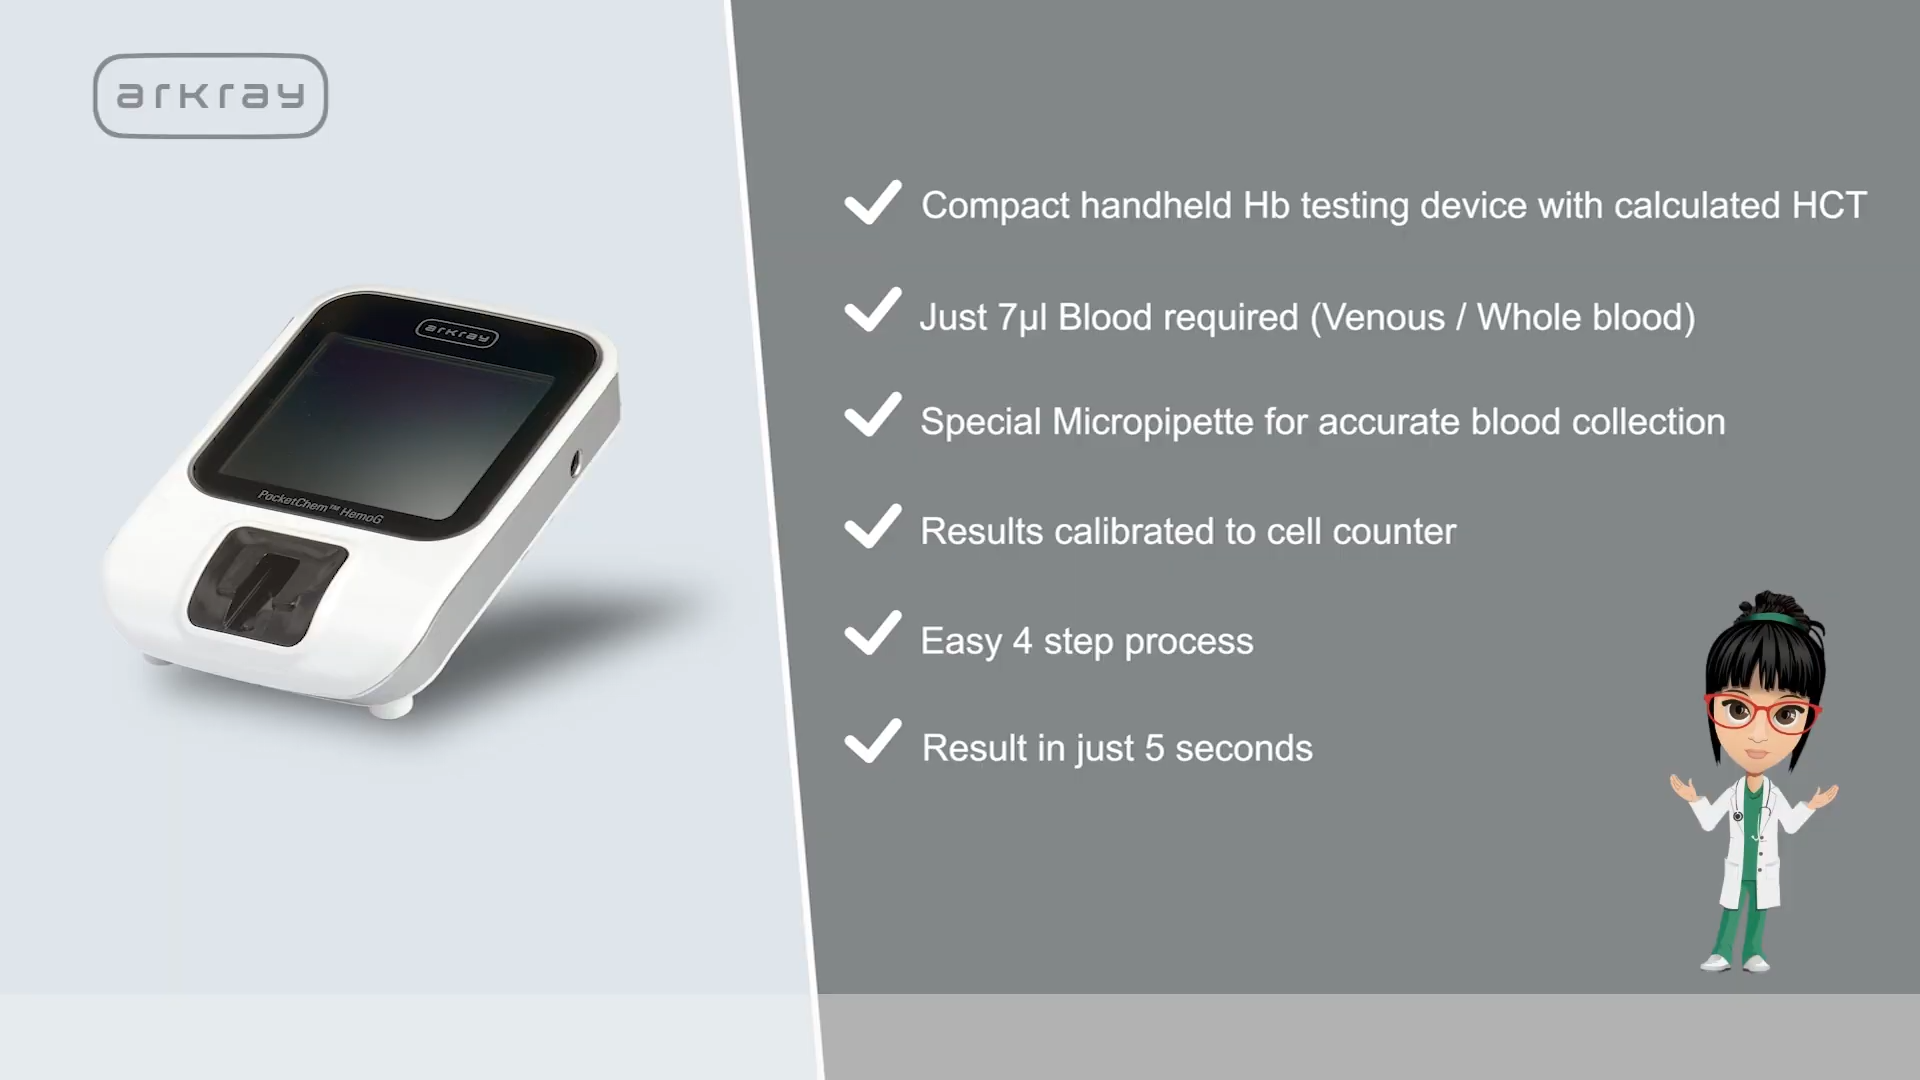 arkray
arkray
PocketChem™ HemoG
Compact handheld Hb testing device with calculated HCT
Just 7µl Blood required (Venous / Whole blood)
Special Micropipette for accurate blood collection
Results calibrated to cell counter
Easy 4 step process
Result in just 5 seconds